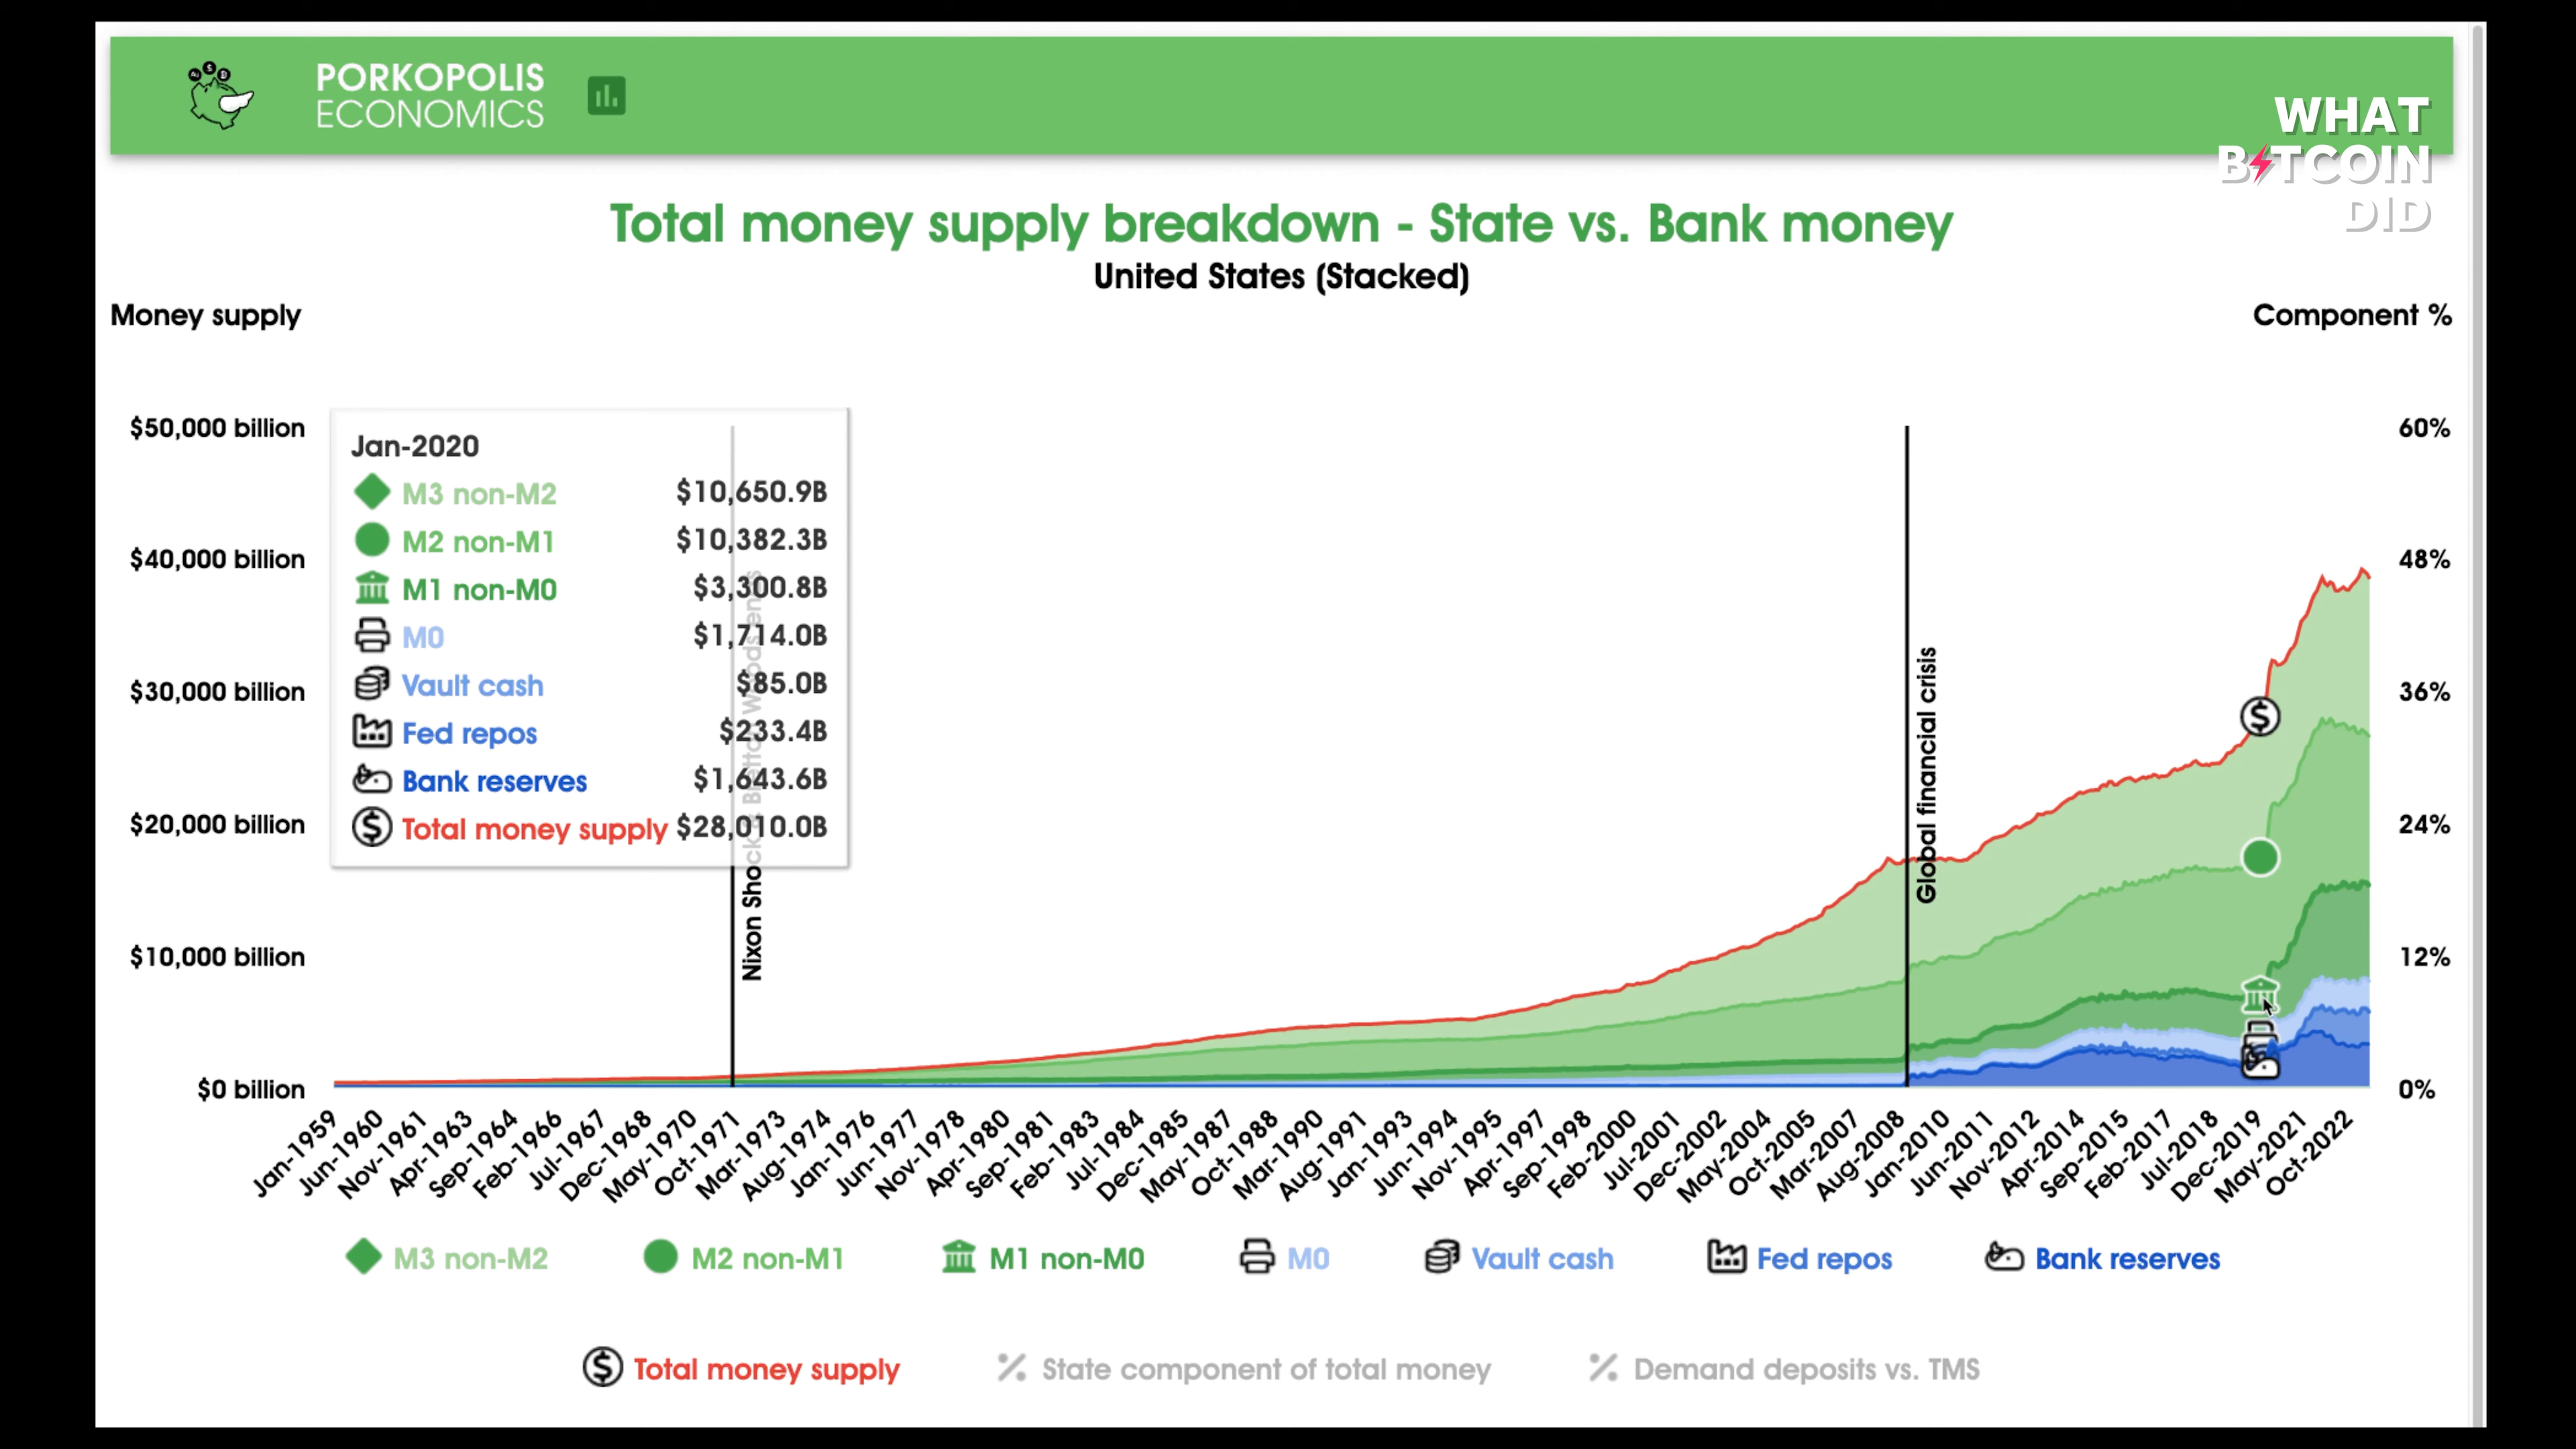 PORKOPOLIS
ECONOMICS
WHAT
BTCOIN
DID
Total money supply breakdown - State vs. Bank money
United States (Stacked)
Money supply
Component %
$50,000 billion
$40,000 billion
$30,000 billion
$20,000 billion
$10,000 billion
$0 billion
60%
48%
36%
24%
12%
0%
Jan-2020
M3 non-M2 $10,650.9B
M2 non-M1 $10,382.3B
M1 non-M0 $3,300.8B
M0 $1,714.0B
Vault cash $85.0B
Fed repos $233.4B
Bank reserves $1,643.6B
Total money supply $28,010.0B
Nixon Shock & Bretton Woods ends
Global financial crisis
Jan-1959
Jun-1960
Nov-1961
Apr-1963
Sep-1964
Feb-1966
Jul-1967
Dec-1968
May-1970
Oct-1971
Mar-1973
Aug-1974
Jan-1976
Jun-1977
Nov-1978
Apr-1980
Sep-1981
Feb-1983
Jul-1984
Dec-1985
May-1987
Oct-1988
Mar-1990
Aug-1991
Jan-1993
Jun-1994
Nov-1995
Apr-1997
Sep-1998
Feb-2000
Jul-2001
Dec-2002
May-2004
Oct-2005
Mar-2007
Aug-2008
Jan-2010
Jun-2011
Nov-2012
Apr-2014
Sep-2015
Feb-2017
Jul-2018
Dec-2019
May-2021
Oct-2022
M3 non-M2 M2 non-M1 M1 non-M0 M0 Vault cash Fed repos Bank reserves
Total money supply State component of total money Demand deposits vs. TMS